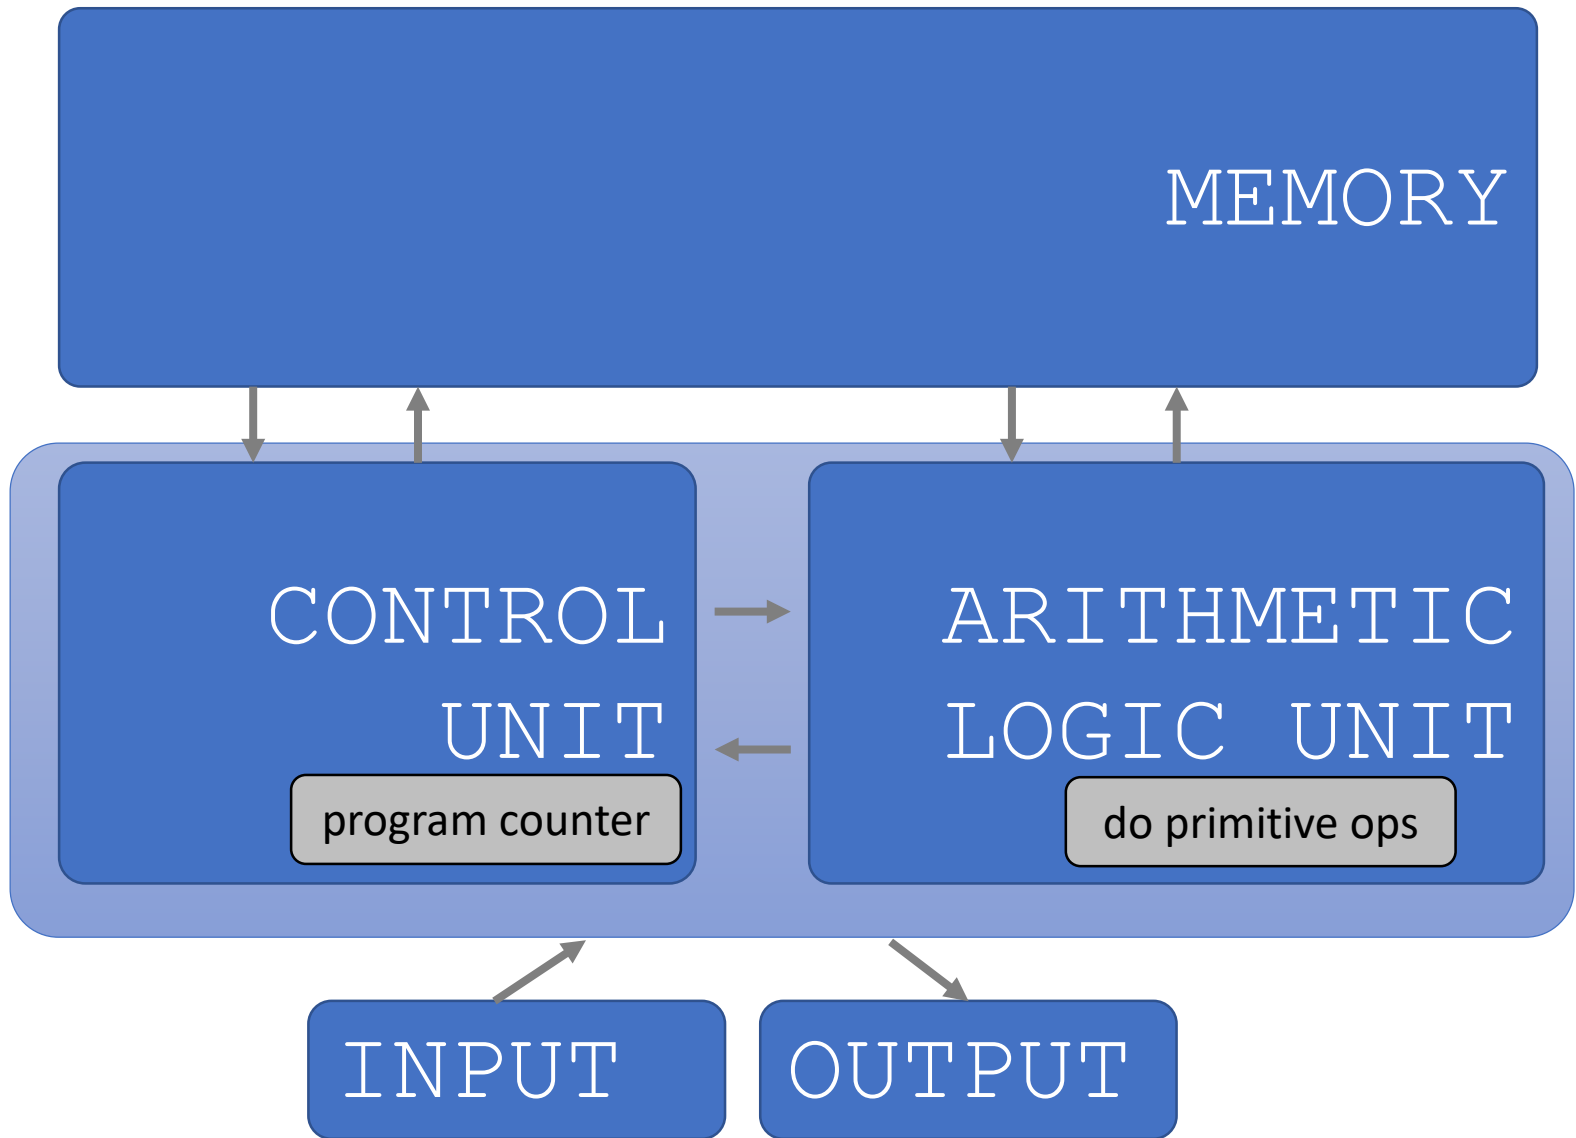 MEMORY
CONTROL
UNIT
program counter
ARITHMETIC
LOGIC UNIT
do primitive ops
INPUT
OUTPUT